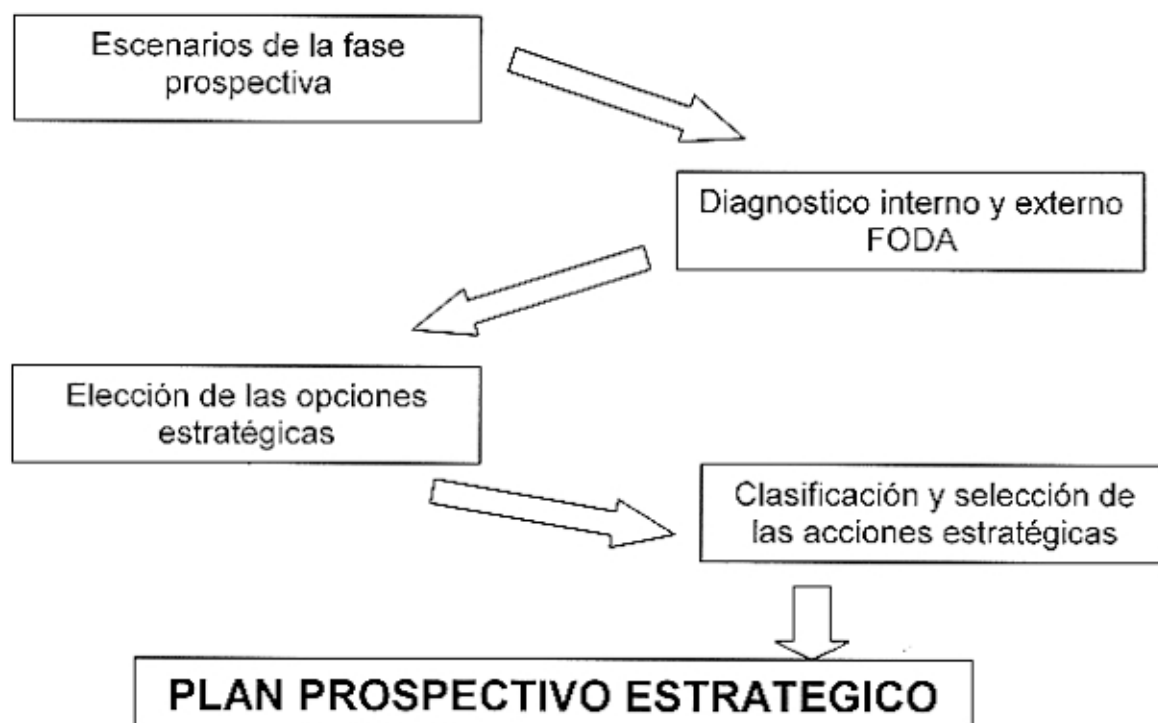 Escenarios de la fase
prospectiva
Diagnostico interno y externo
FODA
Elección de las opciones
estratégicas
Clasificación y selección de
las acciones estratégicas
PLAN PROSPECTIVO ESTRATEGICO